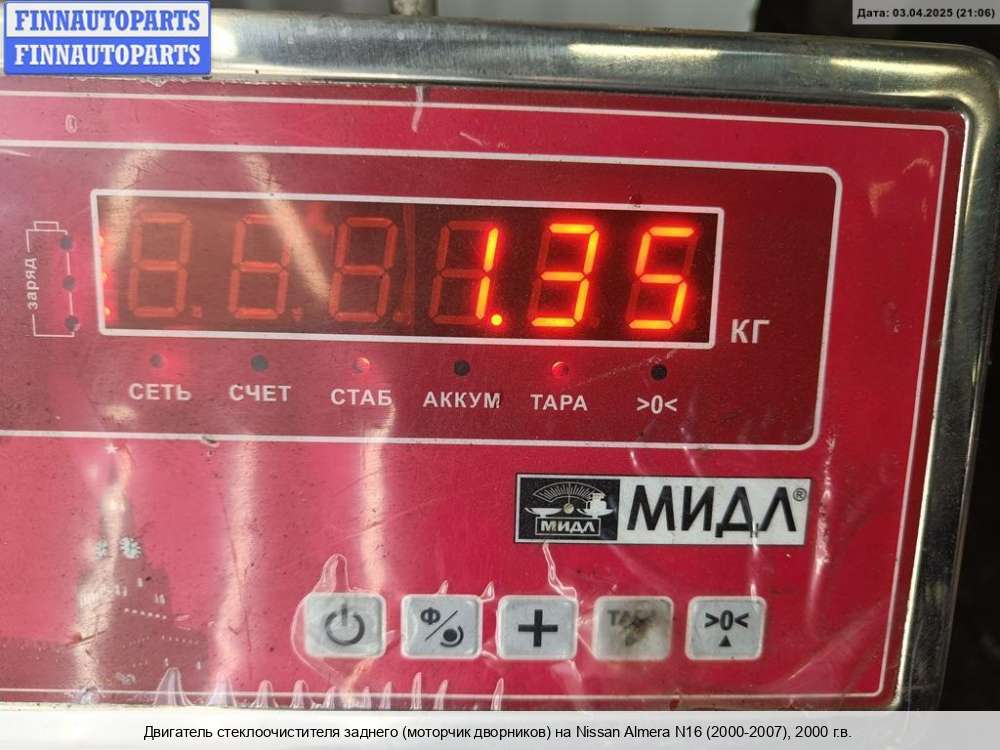 FINNAUTOPARTS
FINNAUTOPARTS
Дата: 03.04.2025 (21:06)
заряд
1.35
КГ
СЕТЬ СЧЕТ СТАБ АККУМ ТАРА >0<
МИДЛ
МИДЛ®
Ф/ + >0<
Двигатель стеклоочистителя заднего (моторчик дворников) на Nissan Almera N16 (2000-2007), 2000 г.в.